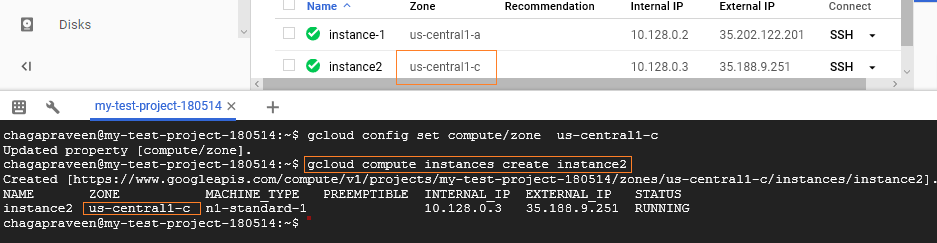 Name Zone Recommendation Internal IP External IP Connect
Disks
instance-1 us-central1-a 10.128.0.2 35.202.122.201 SSH
instance2 us-central1-c 10.128.0.3 35.188.9.251 SSH
my-test-project-180514
chagapraveen@my-test-project-180514:~$ gcloud config set compute/zone  us-central1-c
Updated property [compute/zone].
chagapraveen@my-test-project-180514:~$ gcloud compute instances create instance2
Created [https://www.googleapis.com/compute/v1/projects/my-test-project-180514/zones/us-central1-c/instances/instance2].
NAME ZONE MACHINE_TYPE PREEMPTIBLE INTERNAL_IP EXTERNAL_IP STATUS
instance2 us-central1-c n1-standard-1 10.128.0.3 35.188.9.251 RUNNING
chagapraveen@my-test-project-180514:~$